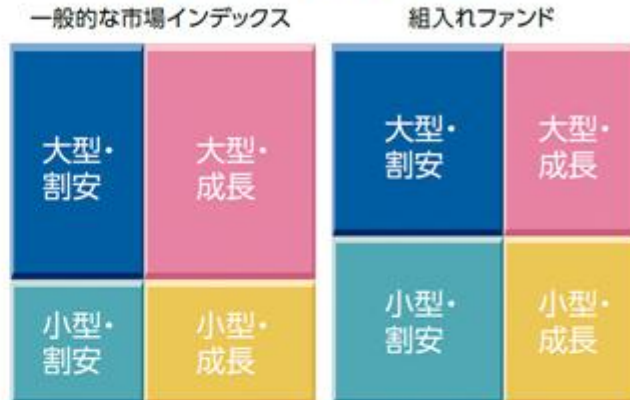 一般的な市場インデックス
組入れファンド
大型・
割安
大型・
成長
小型・
割安
小型・
成長
大型・
割安
大型・
成長
小型・
割安
小型・
成長